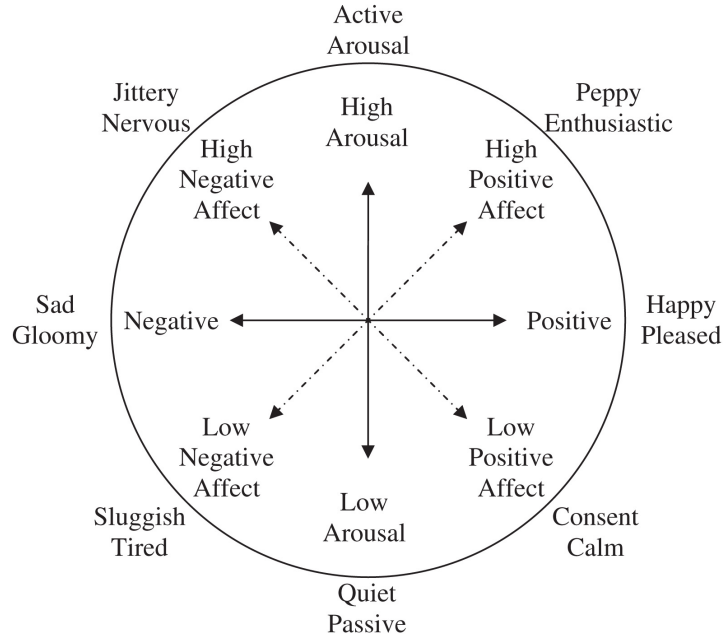 Active
Arousal
Jittery
Nervous
Peppy
Enthusiastic
High
Arousal
High
Negative
Affect
High
Positive
Affect
Sad
Gloomy
Negative
Positive
Happy
Pleased
Low
Negative
Affect
Low
Positive
Affect
Low
Arousal
Sluggish
Tired
Consent
Calm
Quiet
Passive